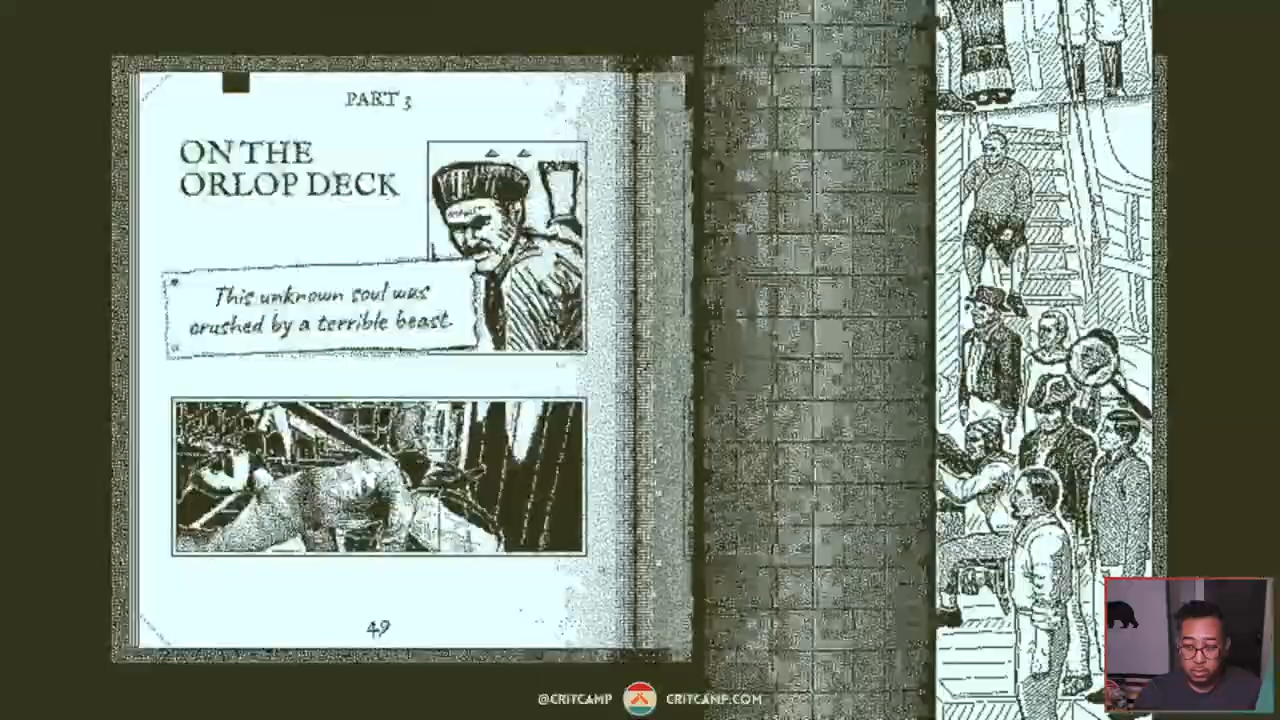 PART 3
ON THE
ORLOP DECK
This unknown soul was
crushed by a terrible beast.
49
@CRITCAMP
CRITCAMP.COM